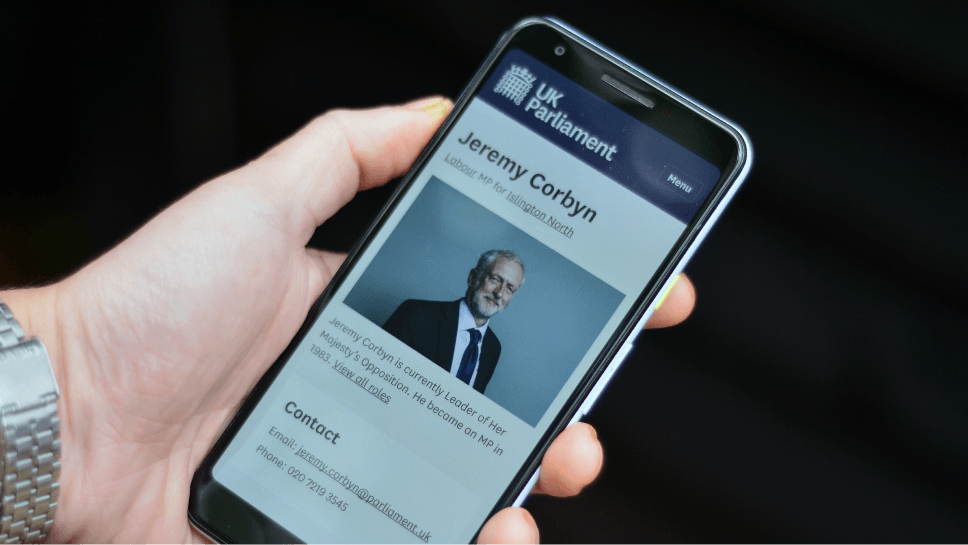 UK
Parliament
Menu
Jeremy Corbyn
Labour MP for Islington North
Jeremy Corbyn is currently Leader of Her
Majesty's Opposition. He become an MP in
1983. View all roles
Contact
Email: jeremy.corbyn@parliament.uk
Phone: 020 7219 3545